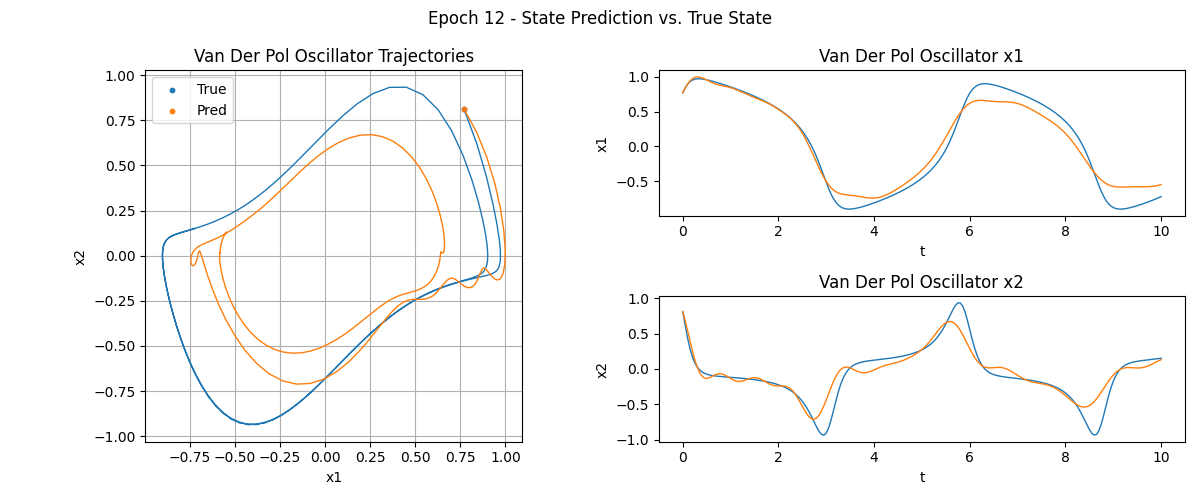 Epoch 12 - State Prediction vs. True State
Van Der Pol Oscillator Trajectories
True
Pred
1.00
0.75
0.50
0.25
0.00
−0.25
−0.50
−0.75
−1.00
x2
−0.75 −0.50 −0.25 0.00 0.25 0.50 0.75 1.00
x1
Van Der Pol Oscillator x1
1.0
0.5
0.0
−0.5
x1
0 2 4 6 8 10
t
Van Der Pol Oscillator x2
1.0
0.5
0.0
−0.5
−1.0
x2
0 2 4 6 8 10
t